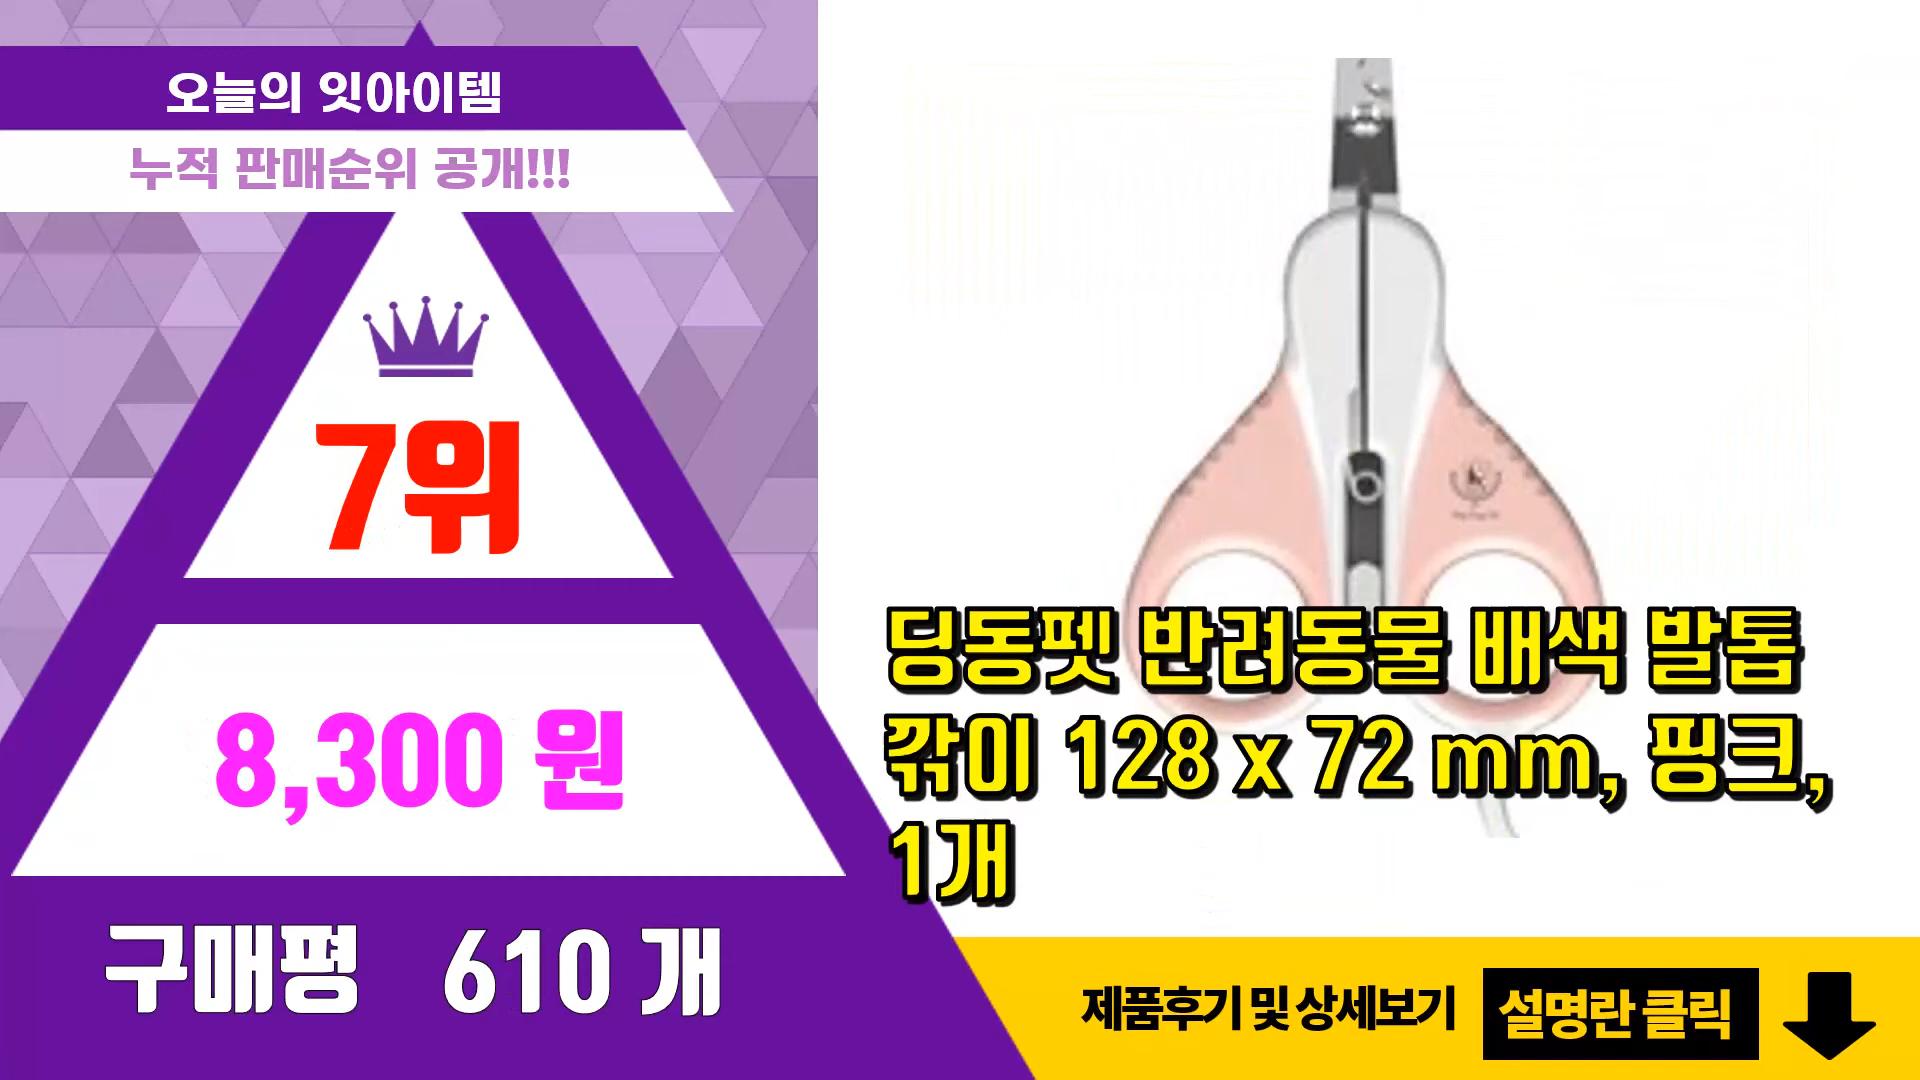 오늘의 잇아이템
누적 판매순위 공개!!!
7위
8,300 원
구매평 610 개
딩동펫 반려동물 배색 발톱
깎이 128 x 72 mm, 핑크,
1개
제품후기 및 상세보기
설명란 클릭